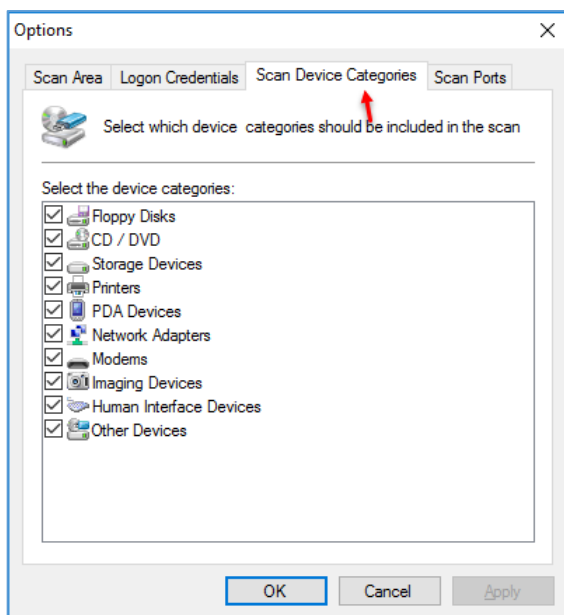 Options
Scan Area Logon Credentials Scan Device Categories Scan Ports
Select which device categories should be included in the scan
Select the device categories:
Floppy Disks
CD / DVD
Storage Devices
Printers
PDA Devices
Network Adapters
Modems
Imaging Devices
Human Interface Devices
Other Devices
OK Cancel Apply